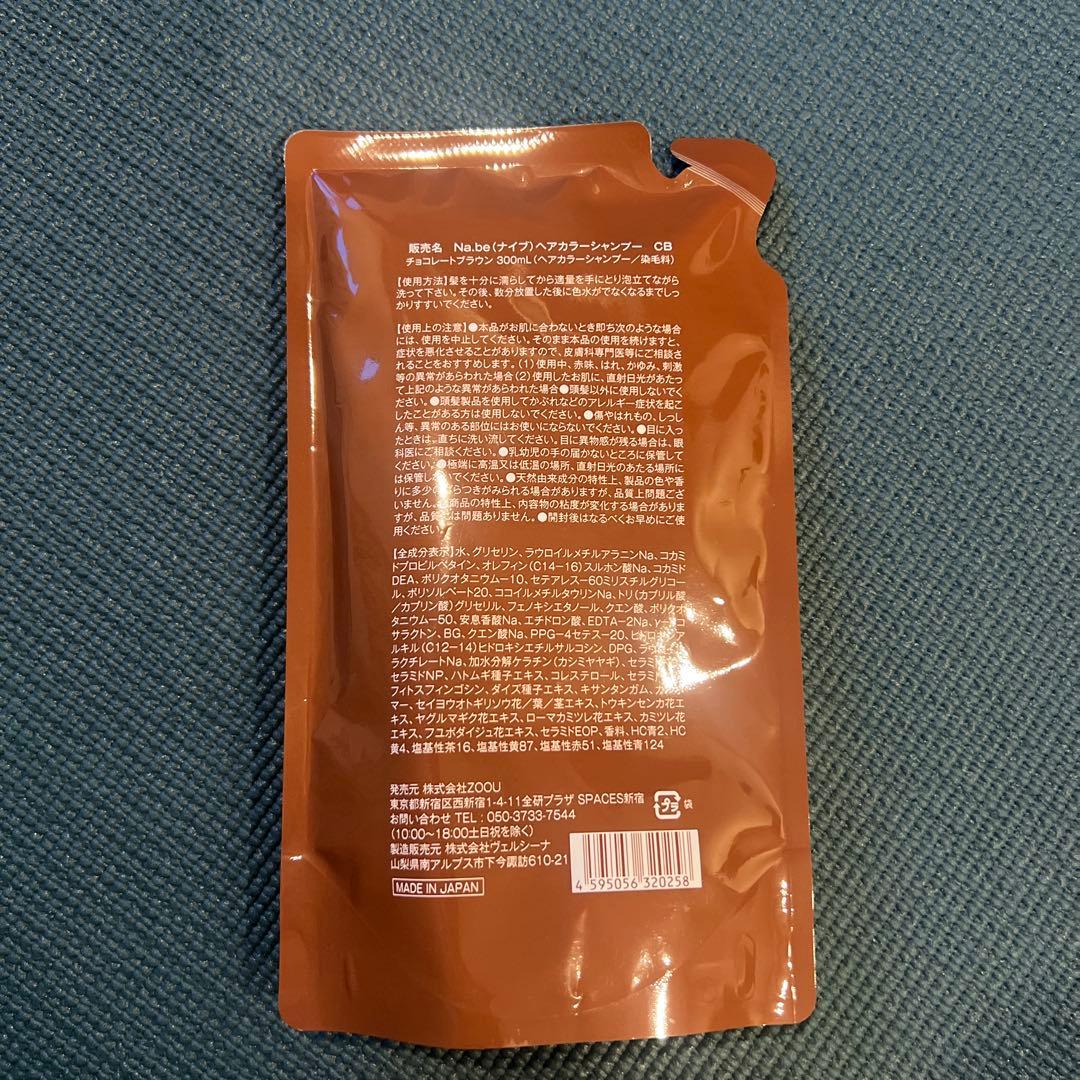 販売名 Na.be(ナイブ)ヘアカラーシャンプー CB
チョコレートブラウン 300mL(ヘアカラーシャンプー/染毛料)
【使用方法】髪を十分に濡らしてから適量を手にとり泡立てながら
洗って下さい。その後、数分放置した後に色水がでなくなるまでしっ
かりすすいでください。
【使用上の注意】●本品がお肌に合わないとき即ち次のような場合
には、使用を中止してください。そのまま本品の使用を続けますと、
症状を悪化させることがありますので、皮膚科専門医等にご相談さ
れることをおすすめします。(1)使用中、赤味、はれ、かゆみ、刺激
等の異常があらわれた場合(2)使用したお肌に、直射日光があたっ
て上記のような異常があらわれた場合●頭髪以外に使用しないでく
ださい。●頭髪製品を使用してかぶれなどのアレルギー症状を起こ
したことがある方は使用しないでください。●傷やはれもの、しっし
ん等、異常のある部位にはお使いにならないでください。●目に入っ
たときは、直ちに洗い流してください。目に異物感が残る場合は、眼
科医にご相談ください。●乳幼児の手の届かないところに保管して
ください。●極端に高温又は低温の場所、直射日光のあたる場所に
は保管しないでください。●天然由来成分の特性上、製品の色や香
りに多少のばらつきがみられる場合がありますが、品質上問題ござ
いません。商品の特性上、内容物の粘度が変化する場合がありま
すが、品質には問題ありません。●開封後はなるべくお早めにご使
用ください。
【全成分表示】水、グリセリン、ラウロイルメチルアラニンNa、コカミ
ドプロピルベタイン、オレフィン(C14-16)スルホン酸Na、コカミド
DEA、ポリクオタニウム-10、セテアレス-60ミリスチルグリコー
ル、ポリソルベート20、ココイルメチルタウリンNa、トリ(カプリル酸
/カプリン酸)グリセリル、フェノキシエタノール、クエン酸、ポリクオ
タニウム-50、安息香酸Na、エチドロン酸、EDTA-2Na、γ-ドコ
サラクトン、BG、クエン酸Na、PPG-4セテス-20、ヒドロキシア
ルキル(C12-14)ヒドロキシエチルサルコシン、DPG、ラウロイル
ラクチレートNa、加水分解ケラチン(カシミヤヤギ)、セラミド
セラミドNP、ハトムギ種子エキス、コレステロール、セラミド
フィトスフィンゴシン、ダイズ種子エキス、キサンタンガム、カルボ
マー、セイヨウオトギリソウ花/葉/茎エキス、トウキンセンカ花エ
キス、ヤグルマギク花エキス、ローマカミツレ花エキス、カミツレ花
エキス、フユボダイジュ花エキス、セラミドEOP、香料、HC青2、HC
黄4、塩基性茶16、塩基性黄87、塩基性赤51、塩基性青124
発売元 株式会社ZOOU
東京都新宿区西新宿1-4-11全研プラザ SPACES新宿
お問い合わせ TEL:050-3733-7544
(10:00〜18:00土日祝を除く)
製造販売元 株式会社ヴェルシーナ
山梨県南アルプス市下今諏訪610-21
プラ 袋
MADE IN JAPAN
4 595056 320258